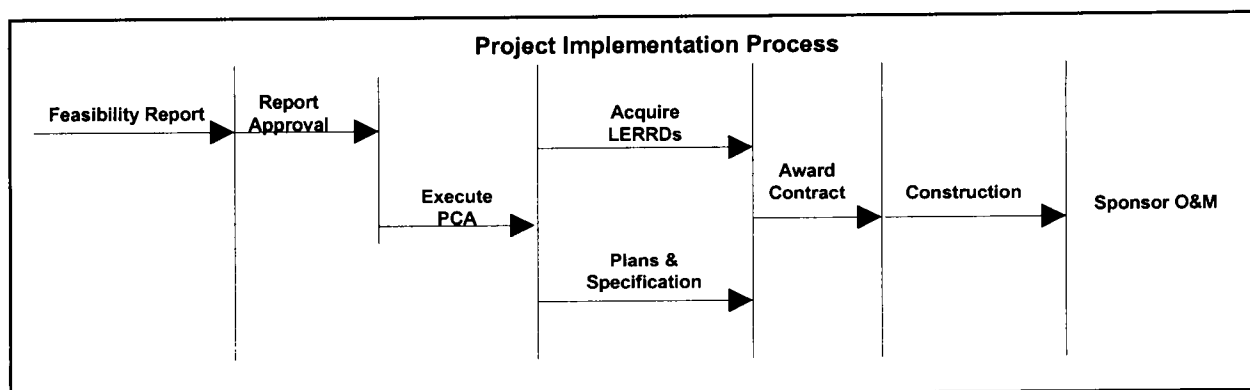 Project Implementation Process
Feasibility Report
Report
Approval
Acquire
LERRDs
Execute
PCA
Award
Contract
Construction
Sponsor O&M
Plans &
Specification